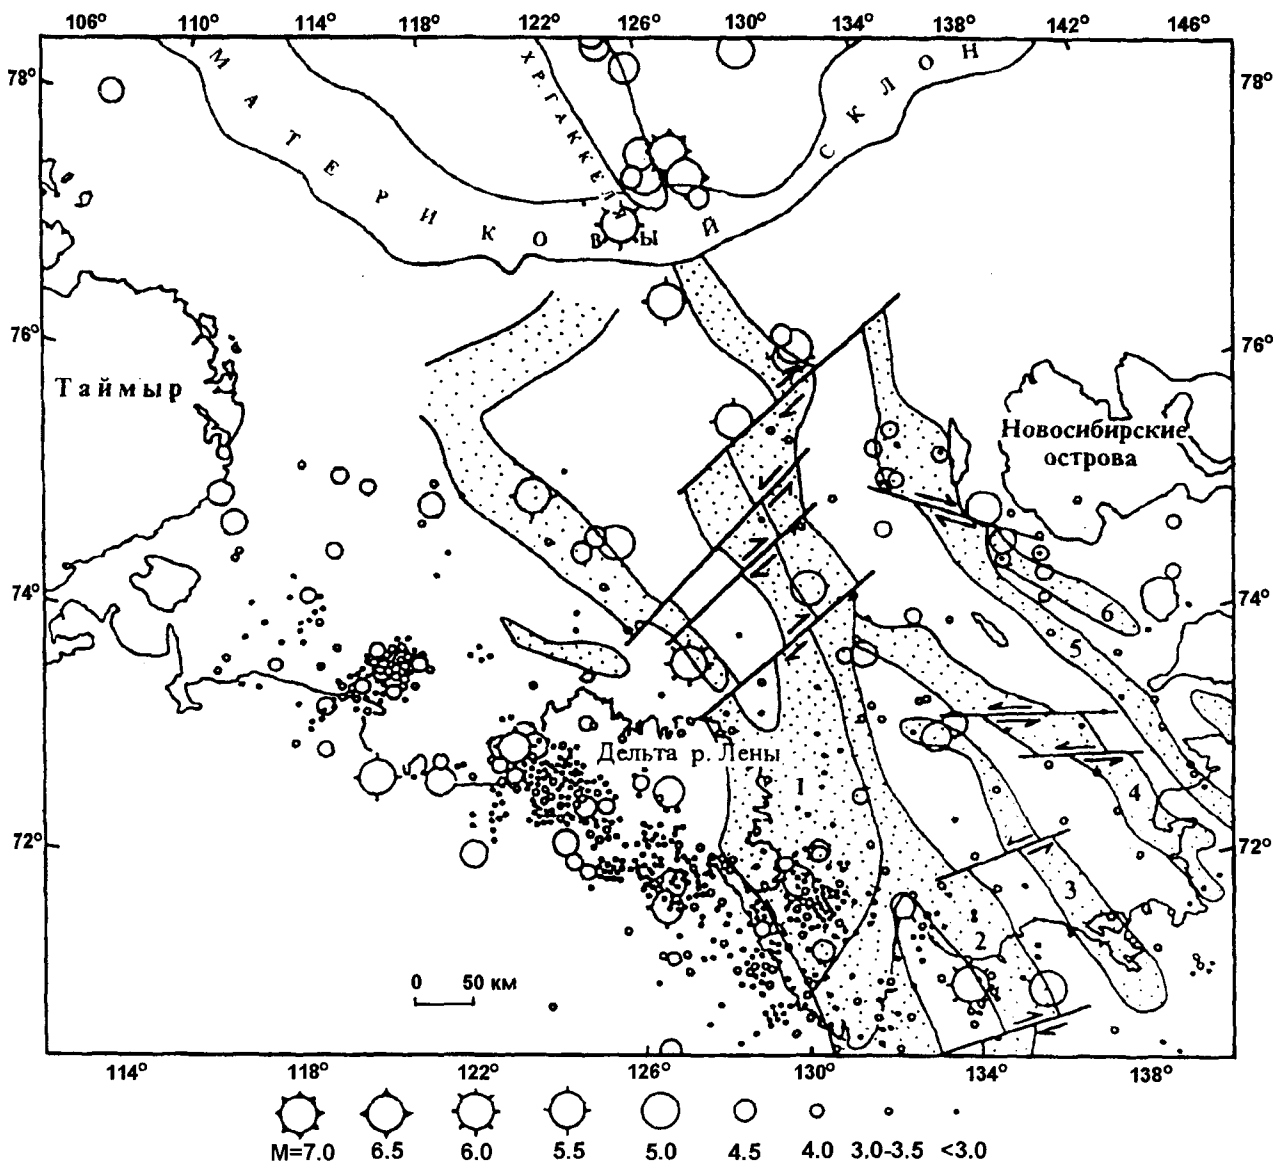 106° 110° 114° 118° 122° 126° 130° 134° 138° 142° 146°
78° 78°
МАТЕРИКОВЫЙ СКЛОН
ХР. ГАККЕЛЯ
76° 76°
Таймыр
Новосибирские
острова
74° 74°
6
5
Дельта р. Лены
1
4
72° 72°
3
2
0 50 км
114° 118° 122° 126° 130° 134° 138°
М=7.0 6.5 6.0 5.5 5.0 4.5 4.0 3.0-3.5 <3.0